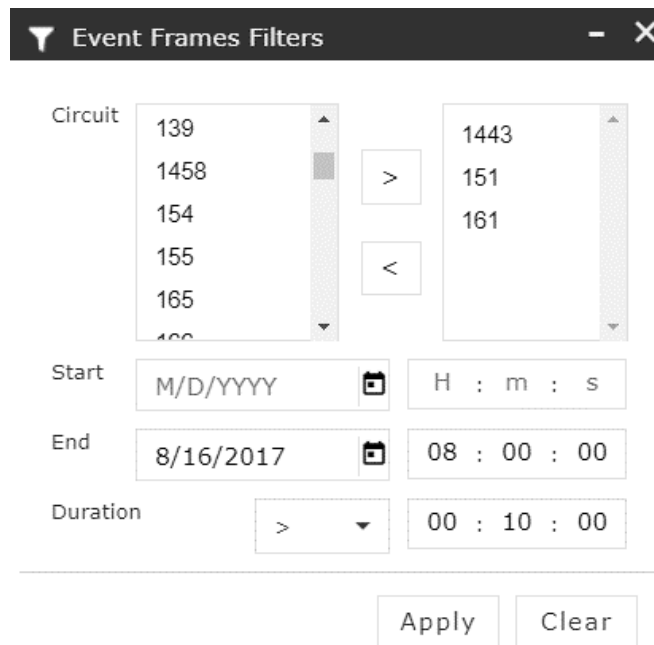 Event Frames Filters
Circuit
139
1458
154
155
165
>
<
1443
151
161
Start
M/D/YYYY
H : m : s
End
8/16/2017
08 : 00 : 00
Duration
>
00 : 10 : 00
Apply
Clear